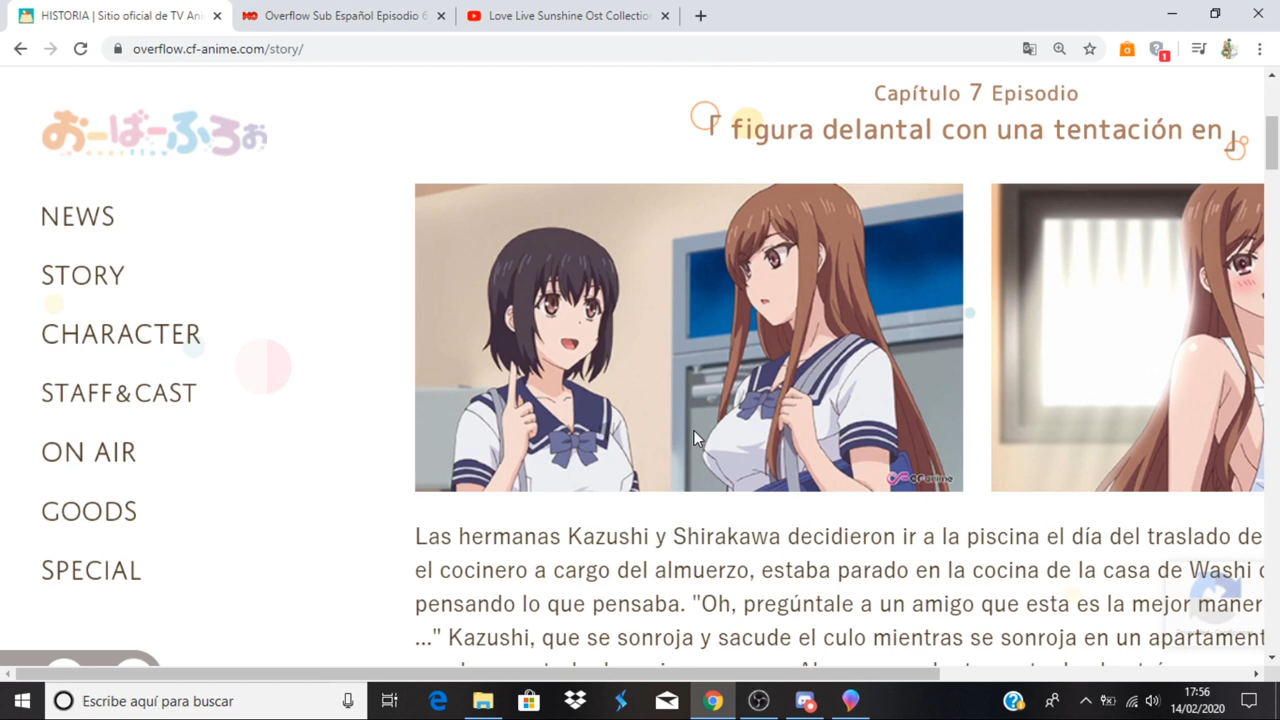 HISTORIA | Sitio oficial de TV Ani
Overflow Sub Español Episodio 6
Love Live Sunshine Ost Collection
overflow.cf-anime.com/story/
1
おーばーふろぉ
overflow
NEWS
STORY
CHARACTER
STAFF&CAST
ON AIR
GOODS
SPECIAL
Capítulo 7 Episodio
「figura delantal con una tentación en」
CFanime
Las hermanas Kazushi y Shirakawa decidieron ir a la piscina el día del traslado de
el cocinero a cargo del almuerzo, estaba parado en la cocina de la casa de Washi
pensando lo que pensaba. "Oh, pregúntale a un amigo que esta es la mejor maner
..." Kazushi, que se sonroja y sacude el culo mientras se sonroja en un apartament
Escribe aquí para buscar
17:56
14/02/2020